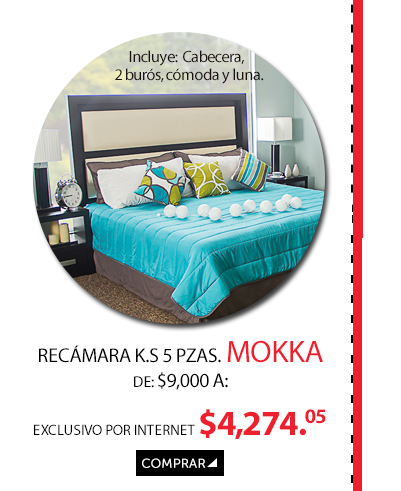 Incluye: Cabecera,
2 burós, cómoda y luna.
RECÁMARA K.S 5 PZAS. MOKKA
DE: $9,000 A:
EXCLUSIVO POR INTERNET $4,274.05
COMPRAR